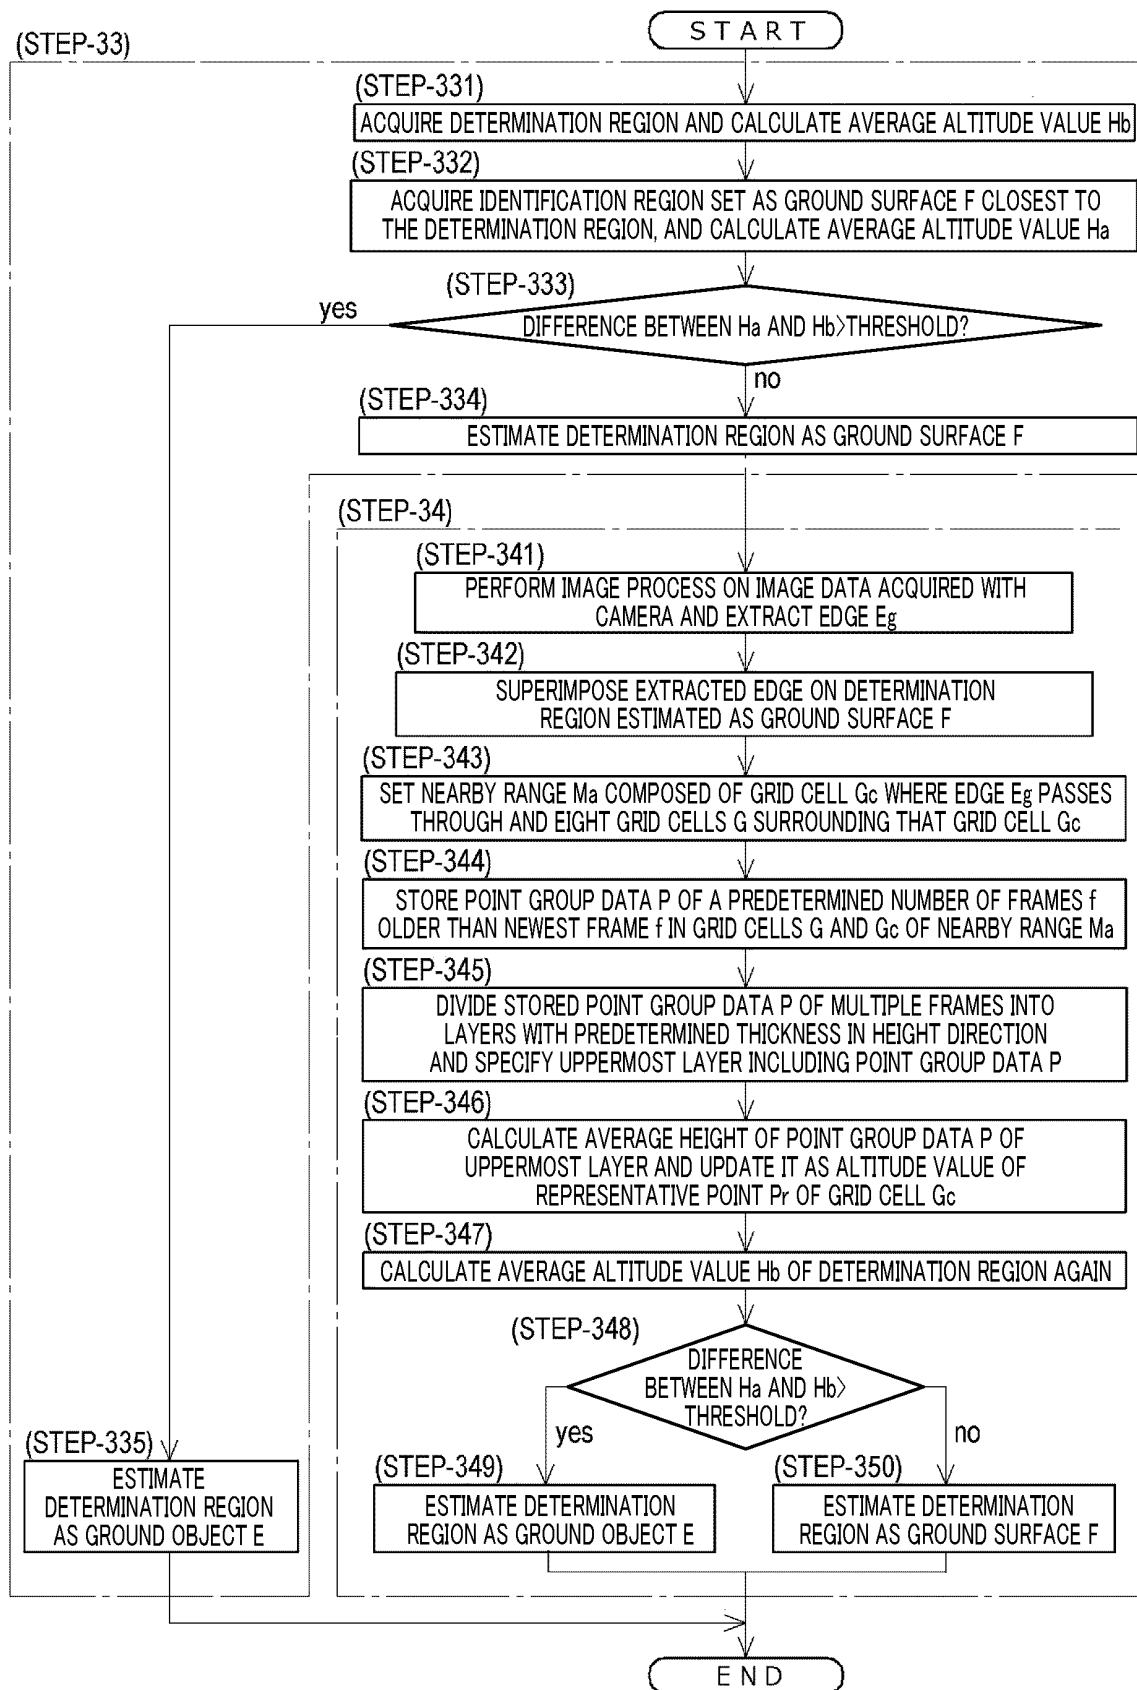 START
(STEP-33)
(STEP-331)
ACQUIRE DETERMINATION REGION AND CALCULATE AVERAGE ALTITUDE VALUE Hb
(STEP-332)
ACQUIRE IDENTIFICATION REGION SET AS GROUND SURFACE F CLOSEST TO
THE DETERMINATION REGION, AND CALCULATE AVERAGE ALTITUDE VALUE Ha
(STEP-333)
yes
DIFFERENCE BETWEEN Ha AND Hb>THRESHOLD?
no
(STEP-334)
ESTIMATE DETERMINATION REGION AS GROUND SURFACE F
(STEP-34)
(STEP-341)
PERFORM IMAGE PROCESS ON IMAGE DATA ACQUIRED WITH
CAMERA AND EXTRACT EDGE Eg
(STEP-342)
SUPERIMPOSE EXTRACTED EDGE ON DETERMINATION
REGION ESTIMATED AS GROUND SURFACE F
(STEP-343)
SET NEARBY RANGE Ma COMPOSED OF GRID CELL Gc WHERE EDGE Eg PASSES
THROUGH AND EIGHT GRID CELLS G SURROUNDING THAT GRID CELL Gc
(STEP-344)
STORE POINT GROUP DATA P OF A PREDETERMINED NUMBER OF FRAMES f
OLDER THAN NEWEST FRAME f IN GRID CELLS G AND Gc OF NEARBY RANGE Ma
(STEP-345)
DIVIDE STORED POINT GROUP DATA P OF MULTIPLE FRAMES INTO
LAYERS WITH PREDETERMINED THICKNESS IN HEIGHT DIRECTION
AND SPECIFY UPPERMOST LAYER INCLUDING POINT GROUP DATA P
(STEP-346)
CALCULATE AVERAGE HEIGHT OF POINT GROUP DATA P OF
UPPERMOST LAYER AND UPDATE IT AS ALTITUDE VALUE OF
REPRESENTATIVE POINT Pr OF GRID CELL Gc
(STEP-347)
CALCULATE AVERAGE ALTITUDE VALUE Hb OF DETERMINATION REGION AGAIN
(STEP-348)
DIFFERENCE
BETWEEN Ha AND Hb>
THRESHOLD?
yes
no
(STEP-335)
ESTIMATE
DETERMINATION REGION
AS GROUND OBJECT E
(STEP-349)
ESTIMATE DETERMINATION
REGION AS GROUND OBJECT E
(STEP-350)
ESTIMATE DETERMINATION
REGION AS GROUND SURFACE F
END